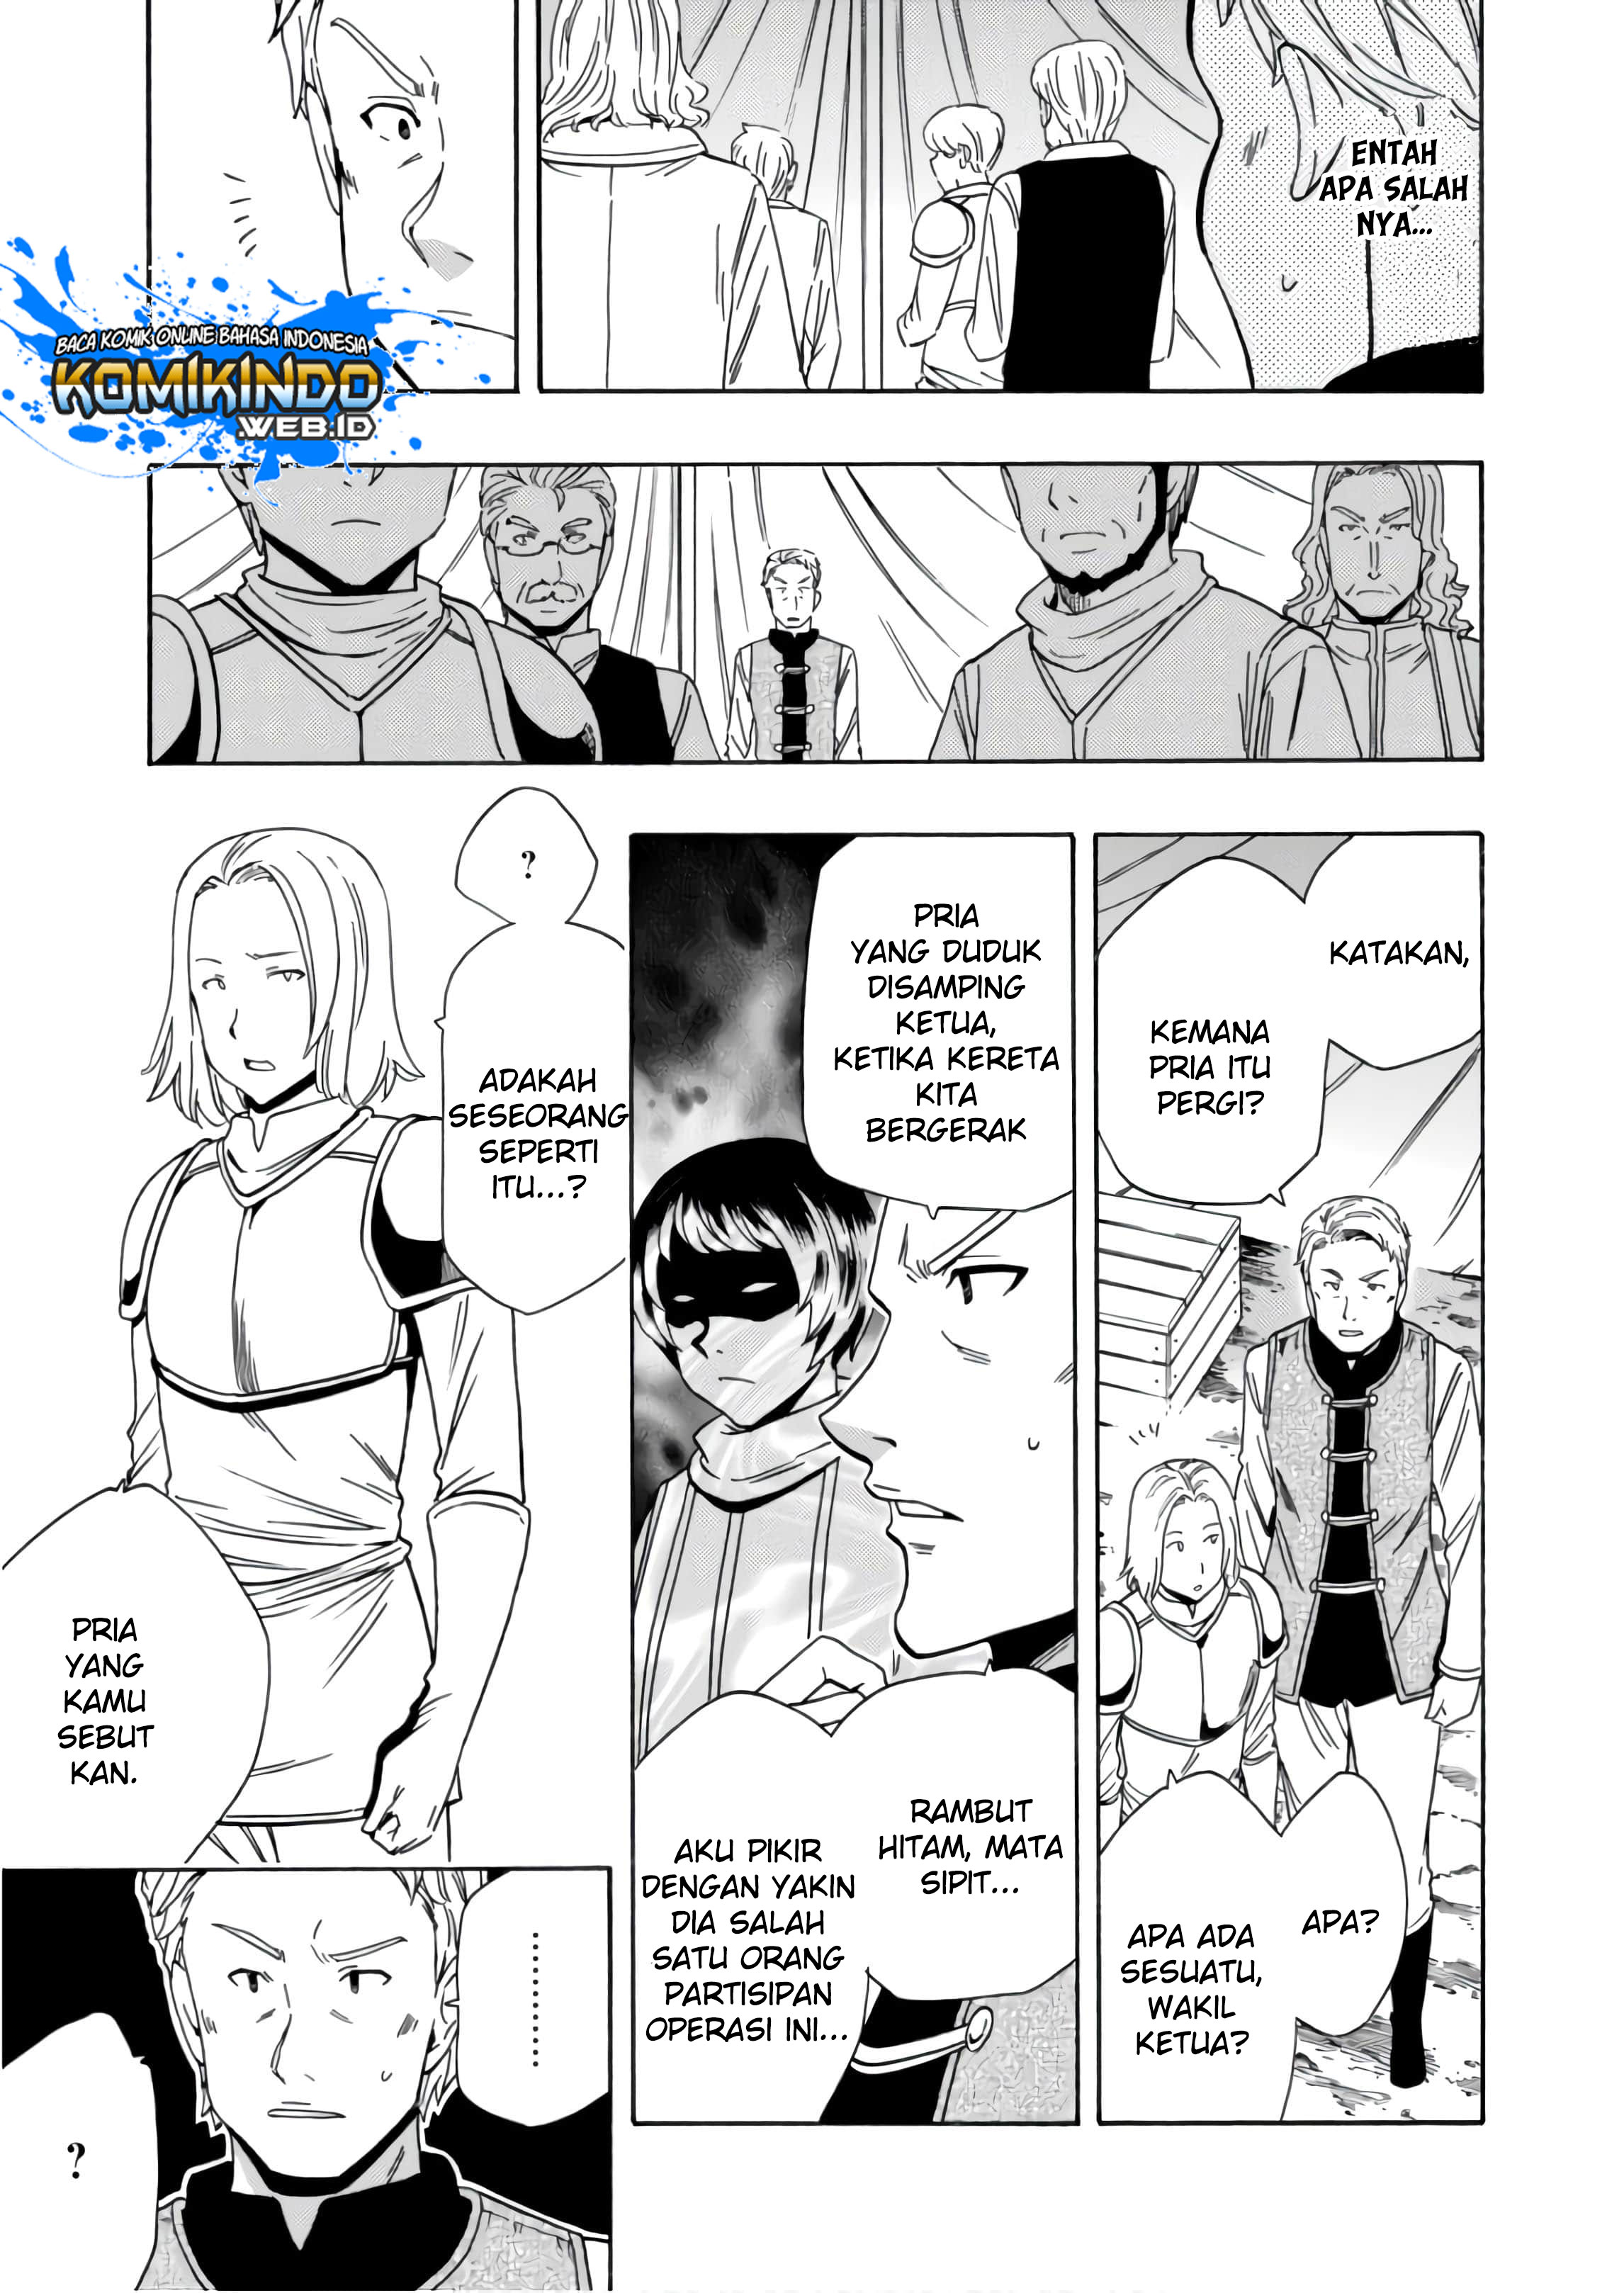 ENTAH
APA SALAH
NYA...
BACA KOMIK ONLINE BAHASA INDONESIA
KOMIKINDO
.WEB.ID
KATAKAN,
KEMANA
PRIA ITU
PERGI?
APA?
APA ADA
SESUATU,
WAKIL
KETUA?
PRIA
YANG DUDUK
DISAMPING
KETUA,
KETIKA KERETA
KITA
BERGERAK
RAMBUT
HITAM, MATA
SIPIT...
AKU PIKIR
DENGAN YAKIN
DIA SALAH
SATU ORANG
PARTISIPAN
OPERASI INI...
?
ADAKAH
SESEORANG
SEPERTI
ITU...?
PRIA
YANG
KAMU
SEBUT
KAN.
.........
?